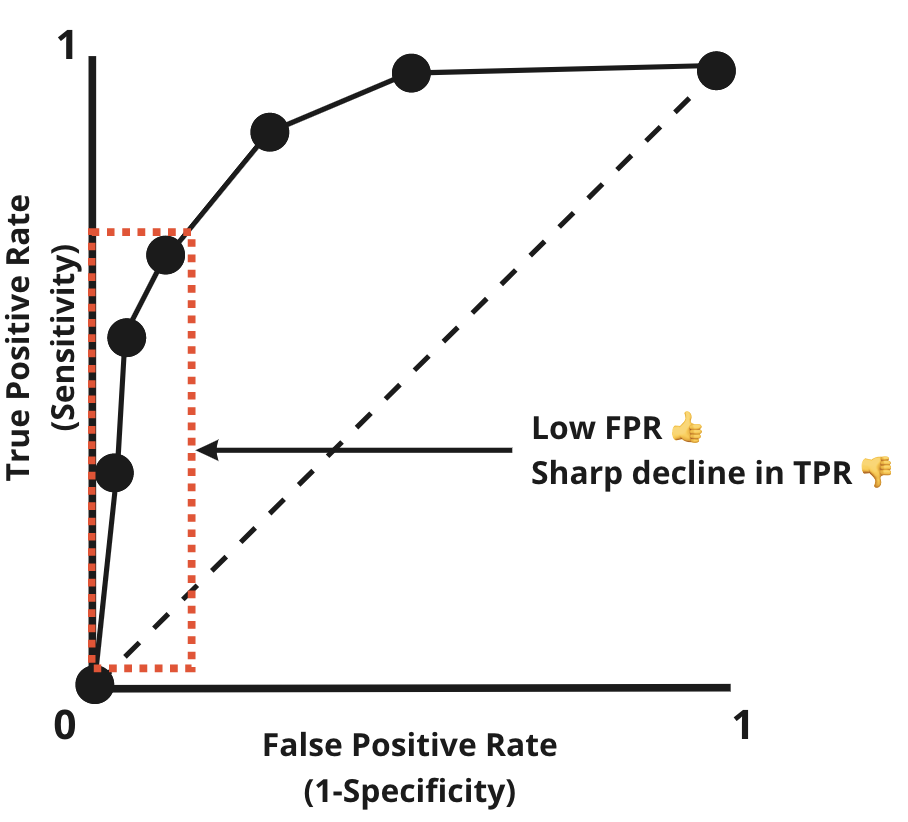 1
True Positive Rate
(Sensitivity)
Low FPR 👍
Sharp decline in TPR 👎
0
1
False Positive Rate
(1-Specificity)